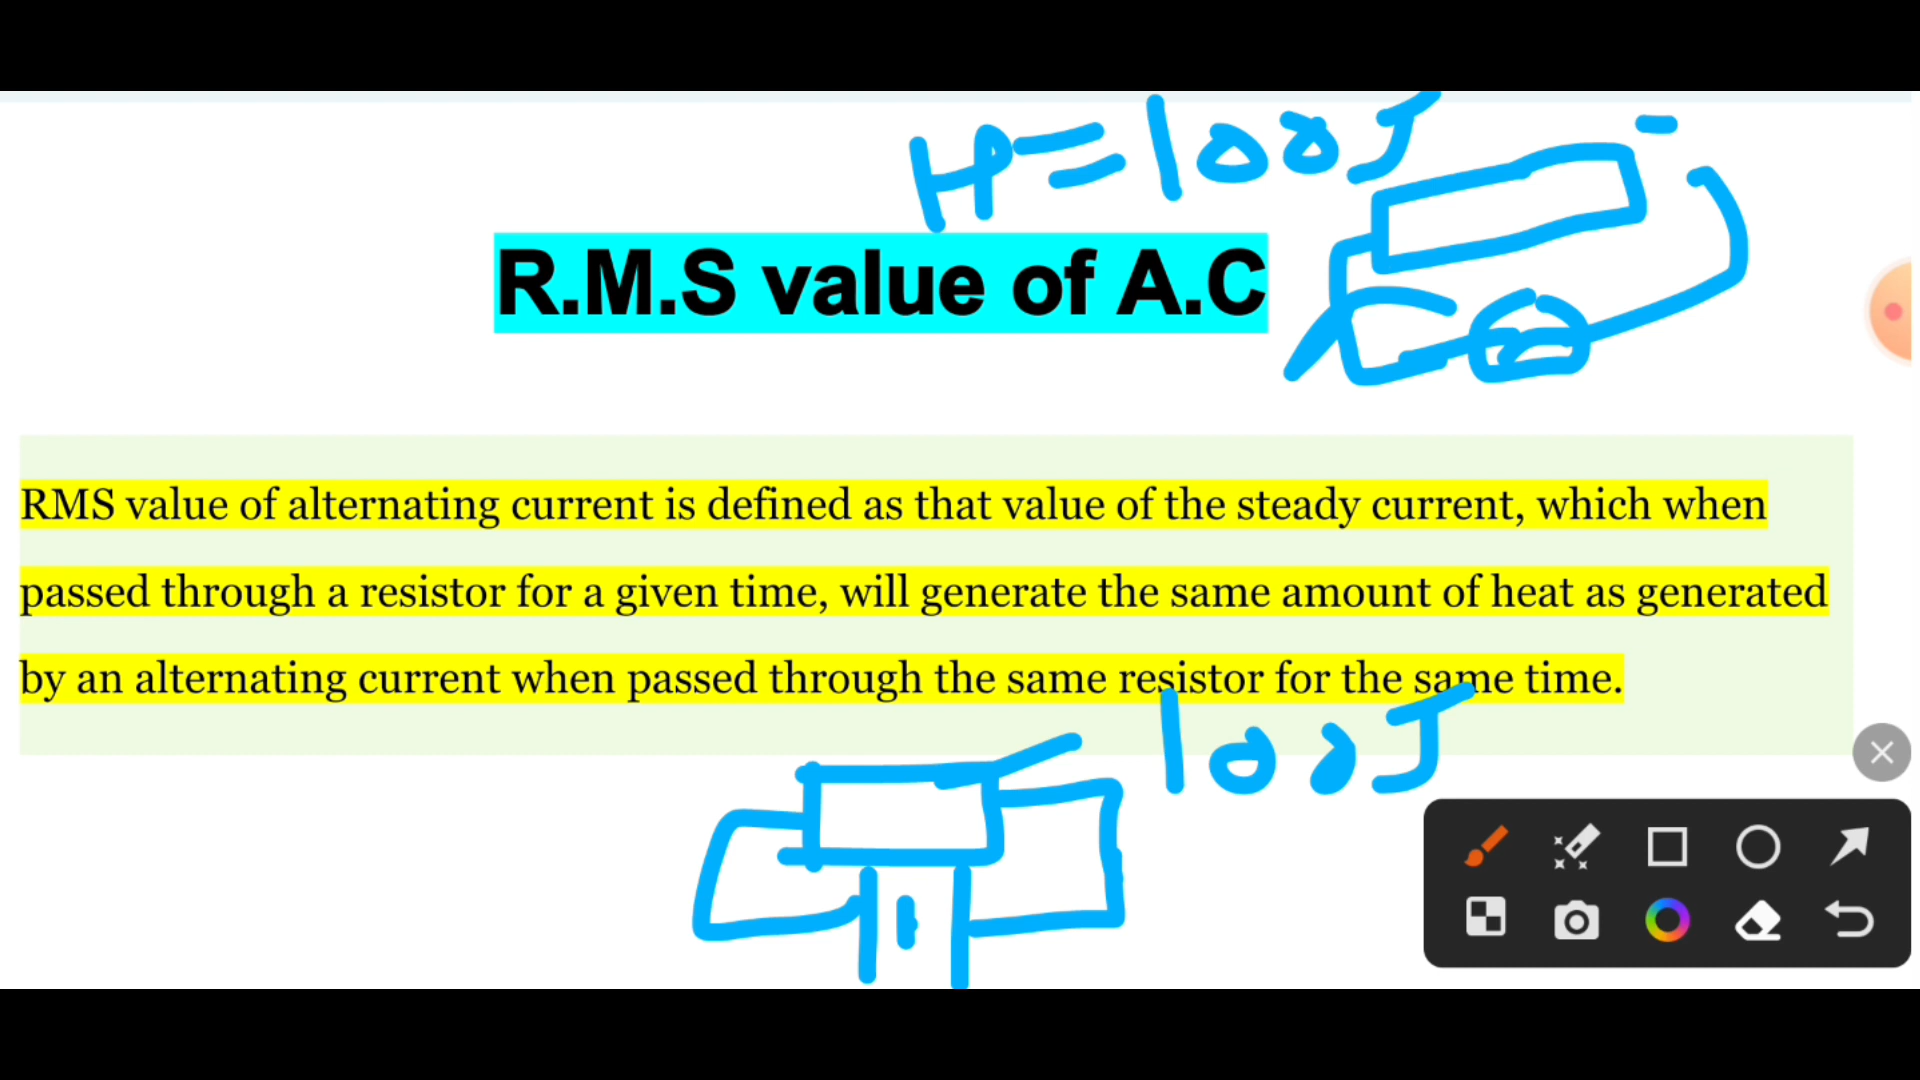 H=100J
R.M.S value of A.C
RMS value of alternating current is defined as that value of the steady current, which when
passed through a resistor for a given time, will generate the same amount of heat as generated
by an alternating current when passed through the same resistor for the same time.
100J